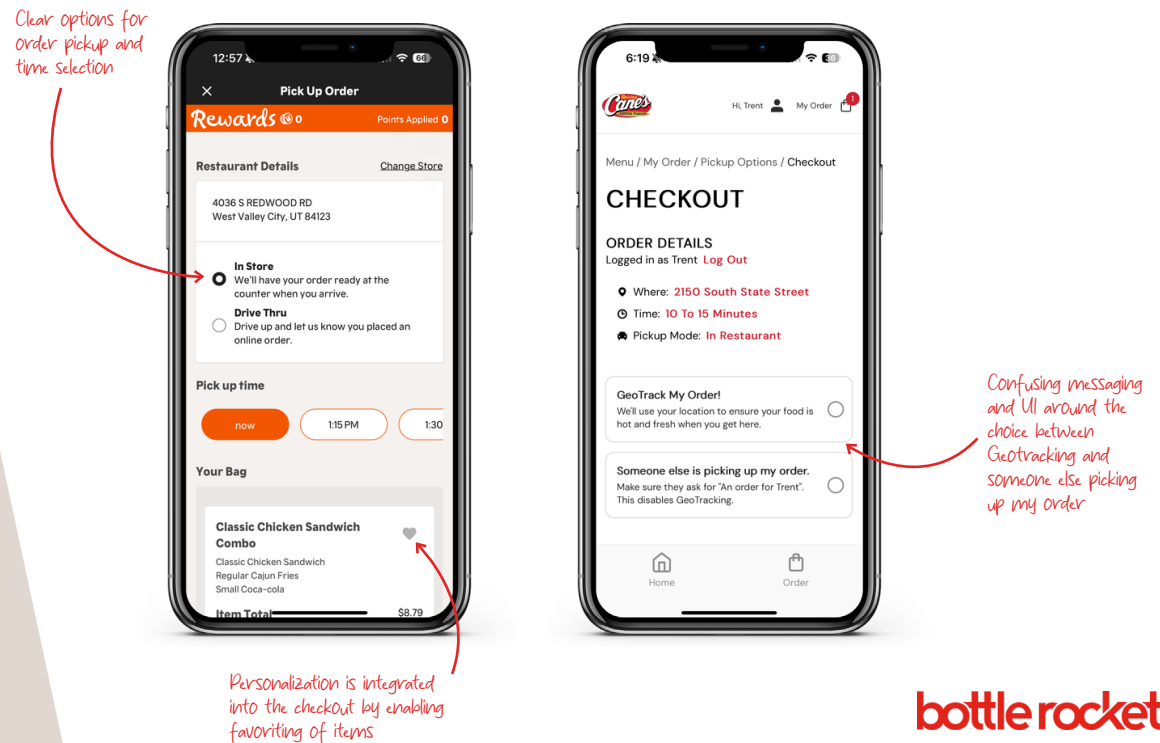 Clear options for
order pickup and
time selection
12:57
66
Pick Up Order
Rewards 0
Points Applied 0
Restaurant Details
Change Store
4036 S REDWOOD RD
West Valley City, UT 84123
In Store
We'll have your order ready at the
counter when you arrive.
Drive Thru
Drive up and let us know you placed an
online order.
Pick up time
now
1:15 PM
1:30
Your Bag
Classic Chicken Sandwich
Combo
Classic Chicken Sandwich
Regular Cajun Fries
Small Coca-cola
Item Total
$8.79
Personalization is integrated
into the checkout by enabling
favoriting of items
6:19
Cane's
Hi, Trent
My Order
1
Menu / My Order / Pickup Options / Checkout
CHECKOUT
ORDER DETAILS
Logged in as Trent Log Out
Where: 2150 South State Street
Time: 10 To 15 Minutes
Pickup Mode: In Restaurant
GeoTrack My Order!
We'll use your location to ensure your food is
hot and fresh when you get here.
Someone else is picking up my order.
Make sure they ask for "An order for Trent".
This disables GeoTracking.
Home
Order
Confusing messaging
and UI around the
choice between
Geotracking and
someone else picking
up my order
bottle rocket